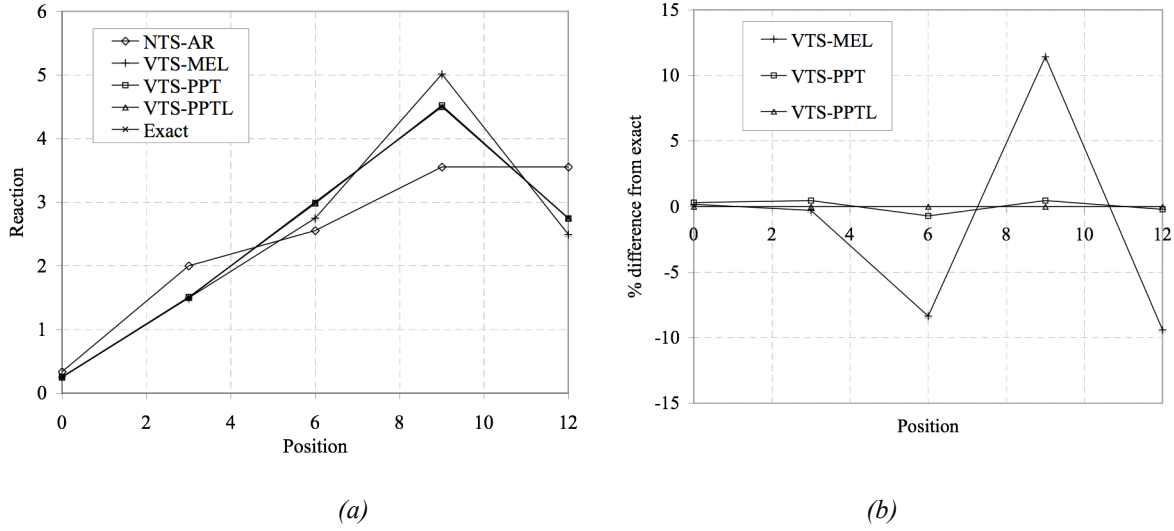 6
5
4
3
2
1
0
Reaction
NTS-AR
VTS-MEL
VTS-PPT
VTS-PPTL
Exact
0 2 4 6 8 10 12
Position
(a)
15
10
5
0
-5
-10
-15
% difference from exact
VTS-MEL
VTS-PPT
VTS-PPTL
0 2 4 6 8 10 12
Position
(b)